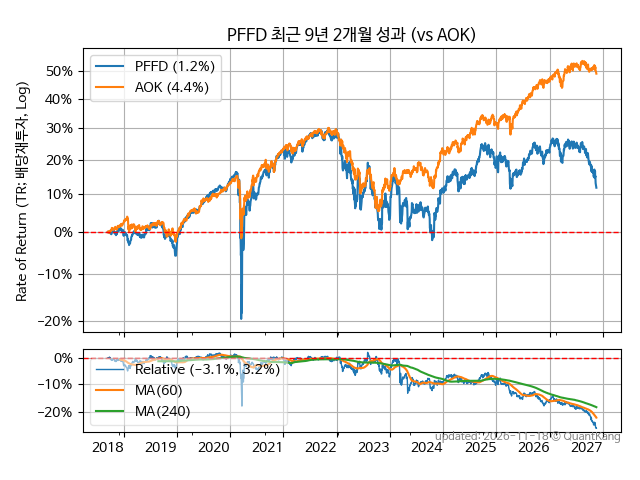 PFFD 최근 9년 2개월 성과 (vs AOK)
Rate of Return (TR: 배당재투자, Log)
PFFD (1.2%)
AOK (4.4%)
50%
40%
30%
20%
10%
0%
−10%
−20%
0%
−10%
−20%
Relative (−3.1%, 3.2%)
MA(60)
MA(240)
2018 2019 2020 2021 2022 2023 2024 2025 2026 2027
updated: 2026-11-18 © QuantKang